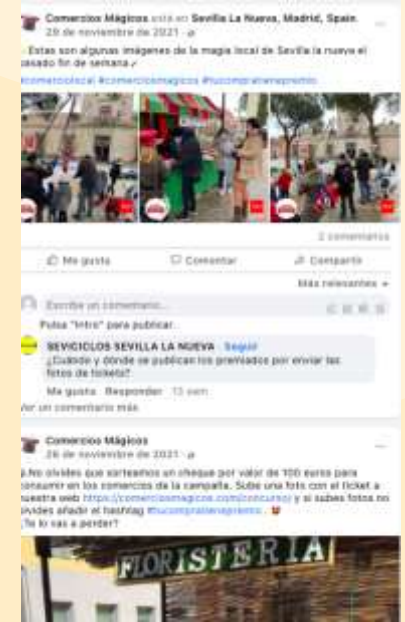 Comercios Mágicos está en Sevilla La Nueva, Madrid, Spain.
29 de noviembre de 2021 ·
Estas son algunas imágenes de la magia local de Sevilla la nueva el
pasado fin de semana
#comerciolocal #comerciosmagicos #tucompratienepremio
2 comentarios
Me gusta Comentar Compartir
Más relevantes
Escribe un comentario...
Pulsa "Intro" para publicar.
SEVICICLOS SEVILLA LA NUEVA · Seguir
¿Cuándo y dónde se publican los premiados por enviar las
fotos de tickets?
Me gusta Responder 13 sem
Ver un comentario más
Comercios Mágicos
26 de noviembre de 2021 ·
No olvides que sorteamos un cheque por valor de 100 euros para
consumir en los comercios de la campaña. Sube una foto con el ticket a
nuestra web https://comerciosmagicos.com/concurso/ y si subes fotos no
olvides añadir el hashtag #tucompratienepremio.
¿Te lo vas a perder?
FLORISTERIA